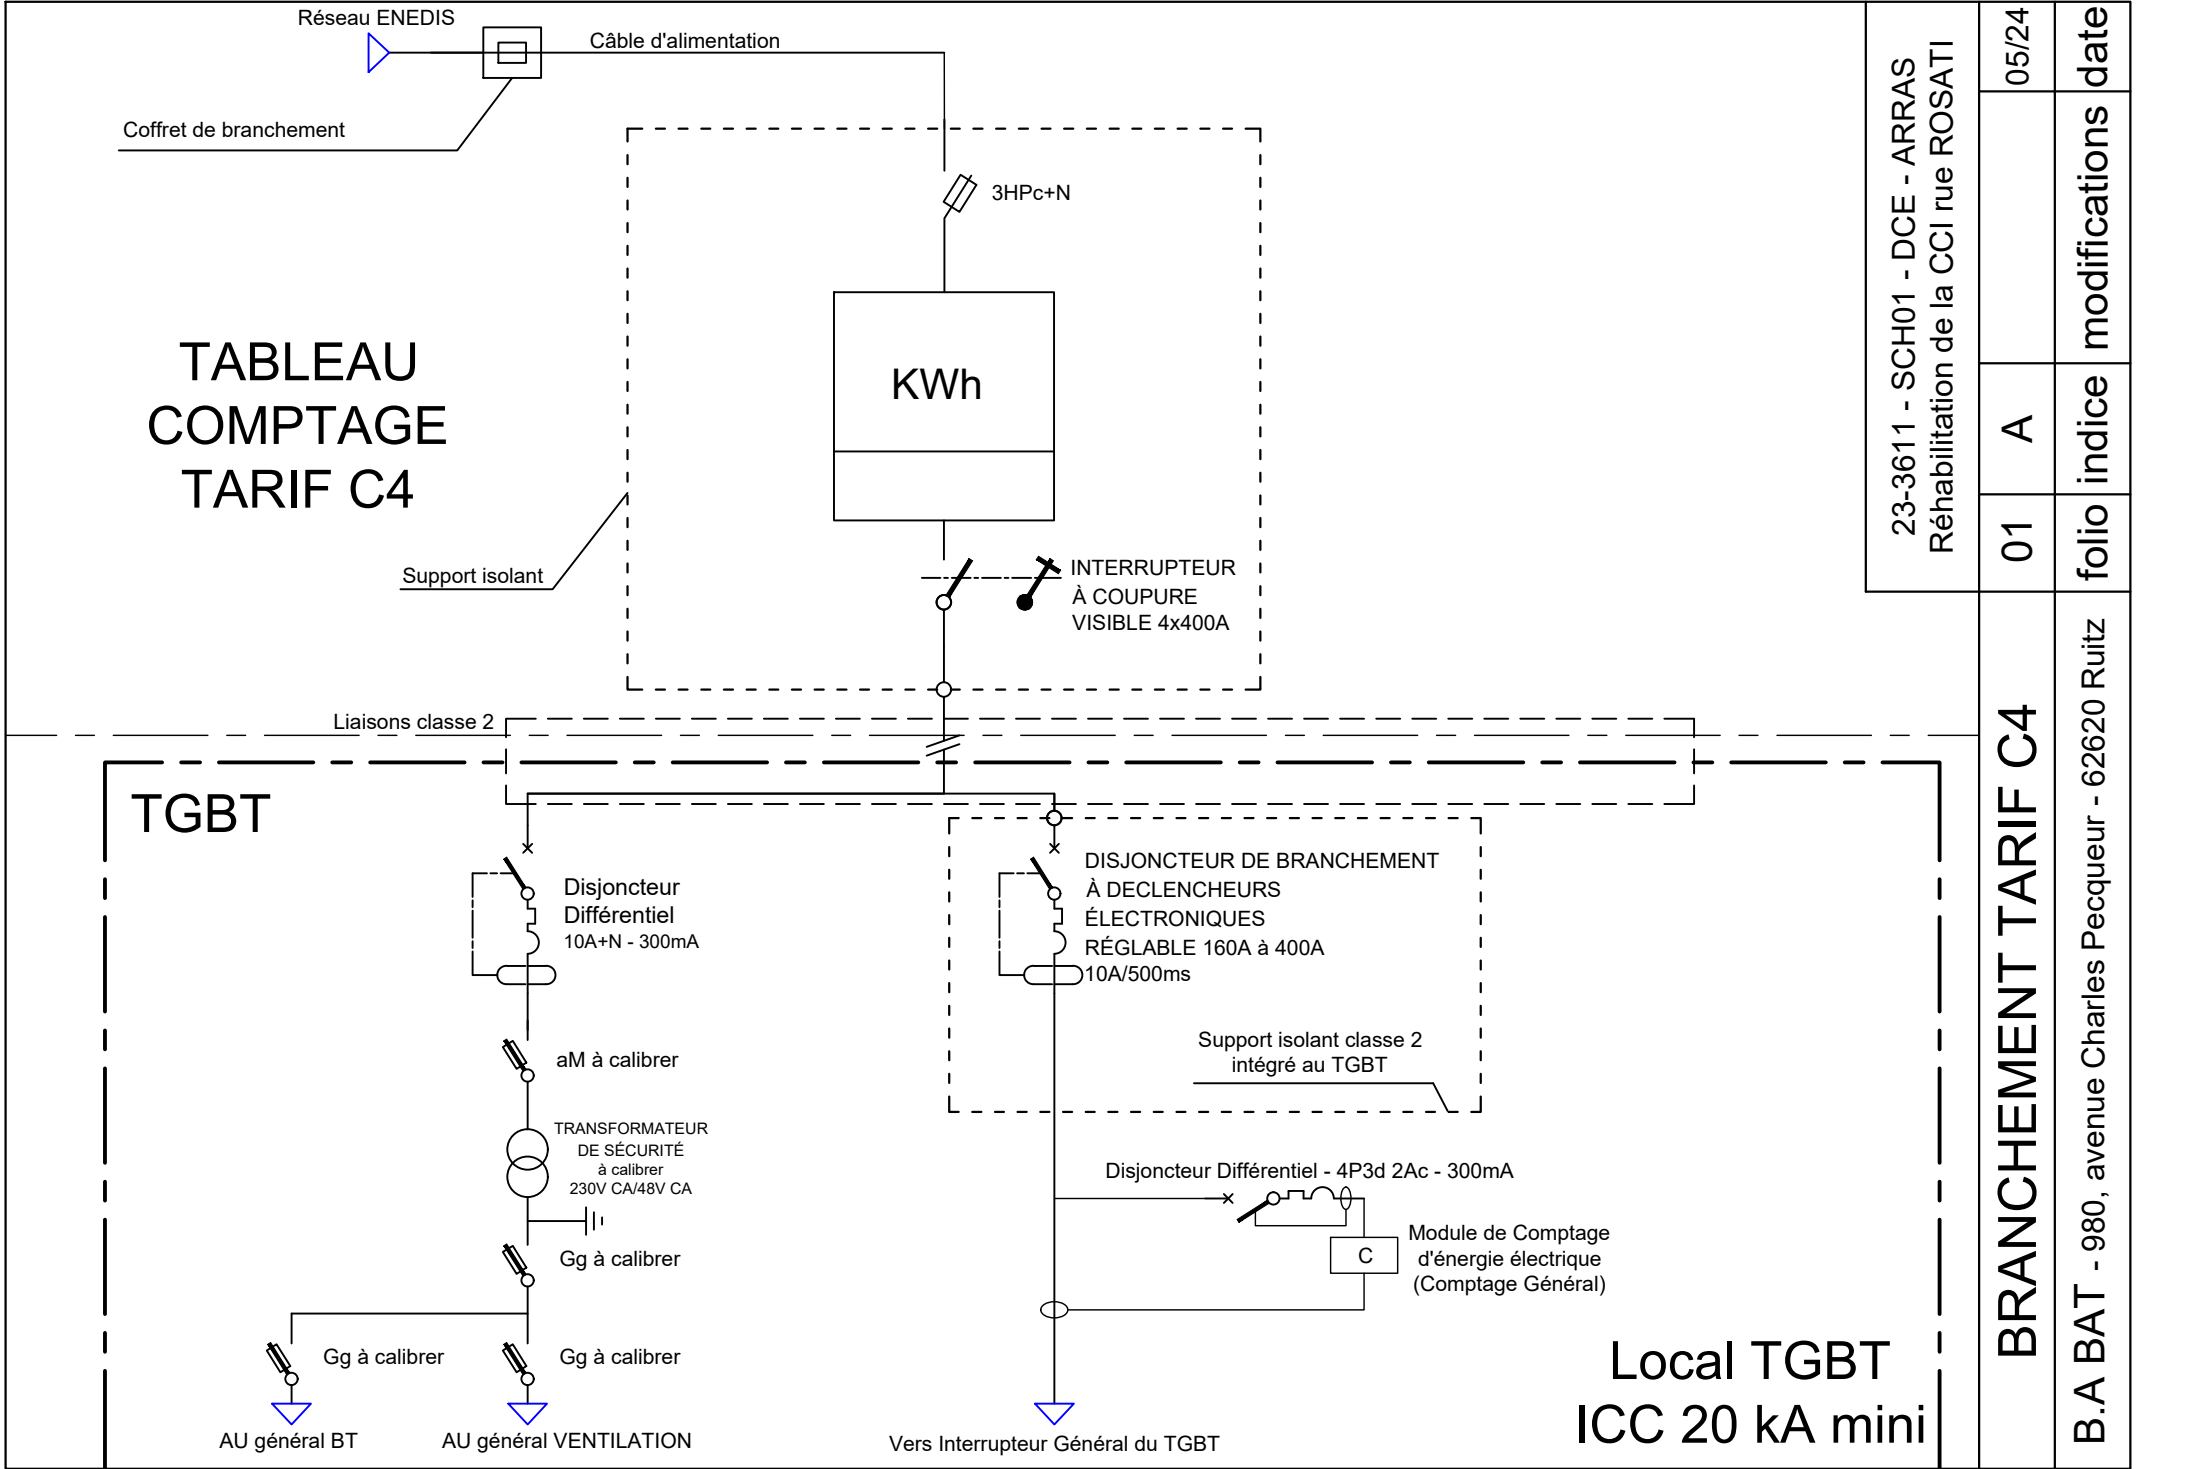 Réseau ENEDIS
Câble d'alimentation
Coffret de branchement
3HPc+N
TABLEAU
COMPTAGE
TARIF C4
KWh
Support isolant
INTERRUPTEUR
À COUPURE
VISIBLE 4x400A
Liaisons classe 2
TGBT
Disjoncteur
Différentiel
10A+N - 300mA
DISJONCTEUR DE BRANCHEMENT
À DECLENCHEURS
ÉLECTRONIQUES
RÉGLABLE 160A à 400A
10A/500ms
aM à calibrer
Support isolant classe 2
intégré au TGBT
TRANSFORMATEUR
DE SÉCURITÉ
à calibrer
230V CA/48V CA
Disjoncteur Différentiel - 4P3d 2Ac - 300mA
Gg à calibrer
C
Module de Comptage
d'énergie électrique
(Comptage Général)
Gg à calibrer
Gg à calibrer
AU général BT
AU général VENTILATION
Vers Interrupteur Général du TGBT
Local TGBT
ICC 20 kA mini
23-3611 - SCH01 - DCE - ARRAS
Réhabilitation de la CCI rue ROSATI
01
A
05/24
folio
indice
modifications
date
BRANCHEMENT TARIF C4
B.A BAT - 980, avenue Charles Pecqueur - 62620 Ruitz